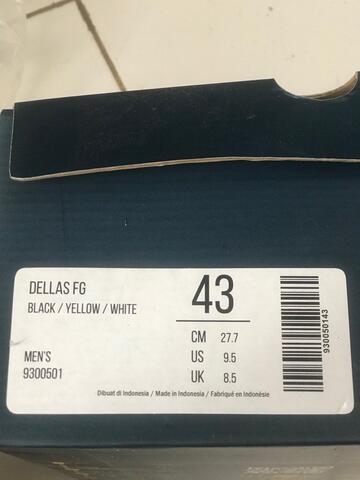 DELLAS FG
BLACK / YELLOW / WHITE
43
CM 27.7
US 9.5
UK 8.5
MEN'S
9300501
930050143
Dibuat di Indonesia / Made in Indonesia / Fabriqué en Indonésie